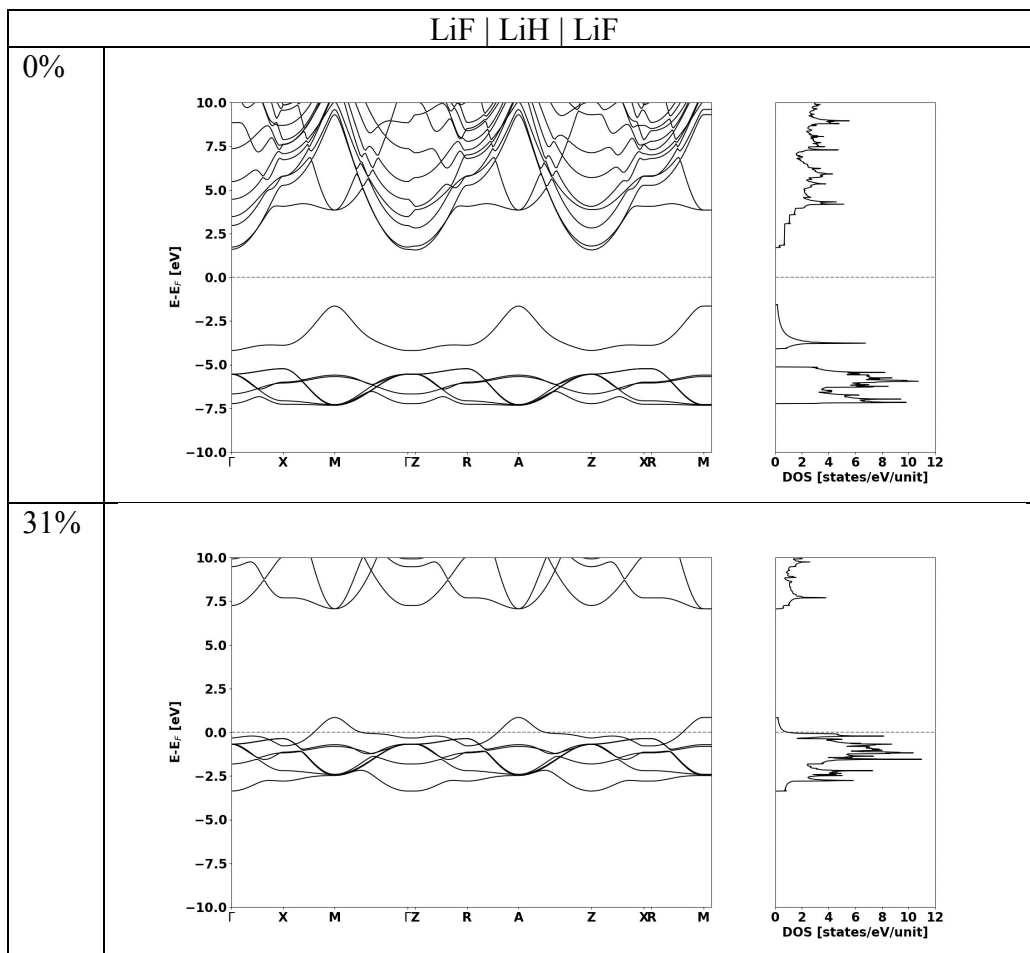 LiF | LiH | LiF
0%
10.0
7.5
5.0
2.5
0.0
−2.5
−5.0
−7.5
−10.0
E-E_F [eV]
Γ X M ΓZ R A Z XR M
0 2 4 6 8 10 12
DOS [states/eV/unit]
31%
10.0
7.5
5.0
2.5
0.0
−2.5
−5.0
−7.5
−10.0
E-E_F [eV]
Γ X M ΓZ R A Z XR M
0 2 4 6 8 10 12
DOS [states/eV/unit]